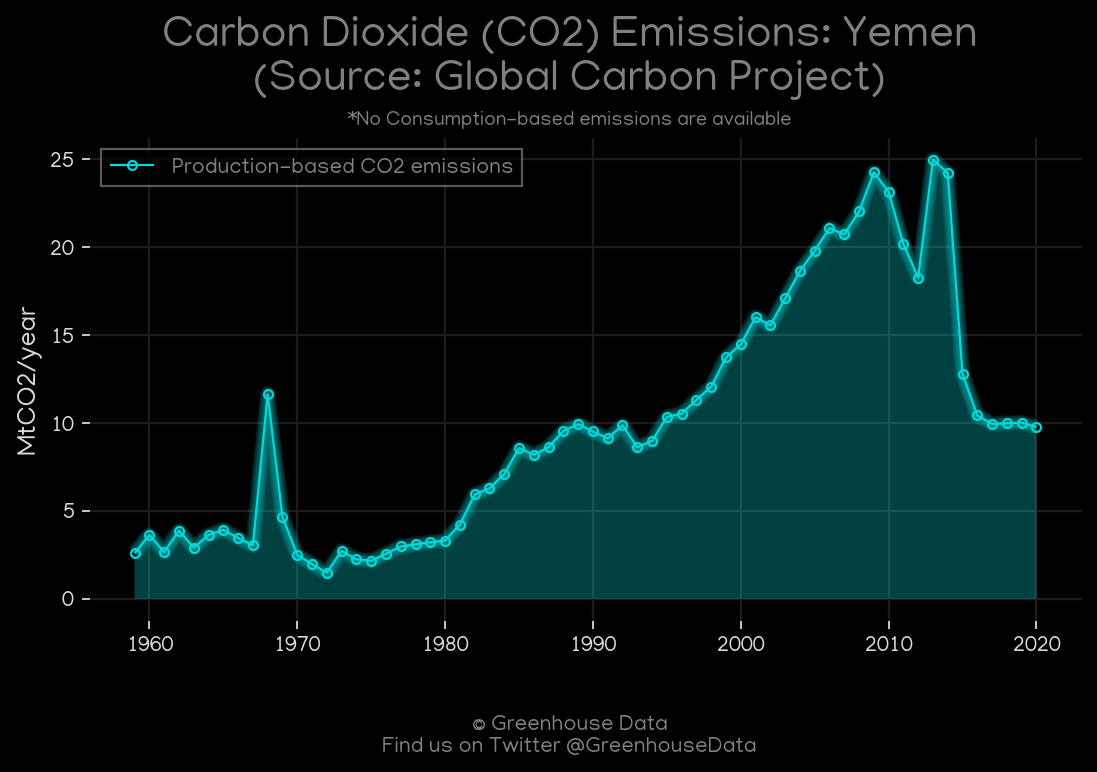 Carbon Dioxide (CO2) Emissions: Yemen
(Source: Global Carbon Project)
*No Consumption-based emissions are available
Production-based CO2 emissions
25
20
15
10
5
0
MtCO2/year
1960 1970 1980 1990 2000 2010 2020
© Greenhouse Data
Find us on Twitter @GreenhouseData